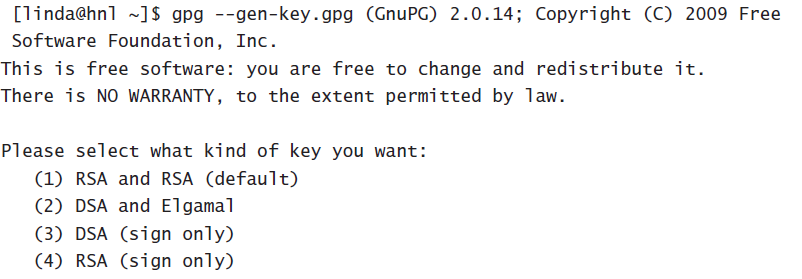 [linda@hnl ~]$ gpg --gen-key.gpg (GnuPG) 2.0.14; Copyright (C) 2009 Free
Software Foundation, Inc.
This is free software: you are free to change and redistribute it.
There is NO WARRANTY, to the extent permitted by law.
Please select what kind of key you want:
(1) RSA and RSA (default)
(2) DSA and Elgamal
(3) DSA (sign only)
(4) RSA (sign only)